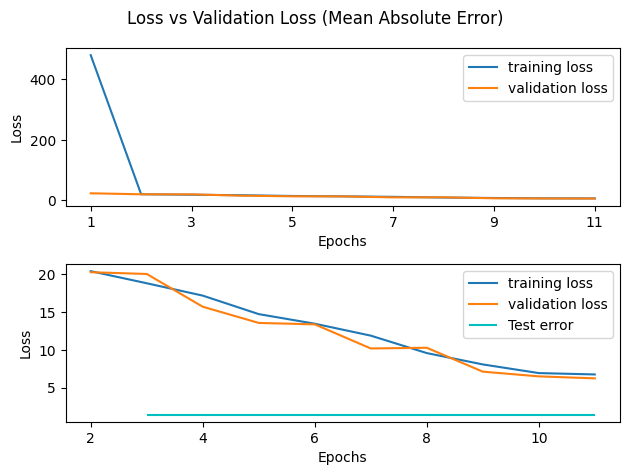 Loss vs Validation Loss (Mean Absolute Error)
Loss
400
200
0
training loss
validation loss
1
3
5
7
9
11
Epochs
Loss
20
15
10
5
training loss
validation loss
Test error
2
4
6
8
10
Epochs